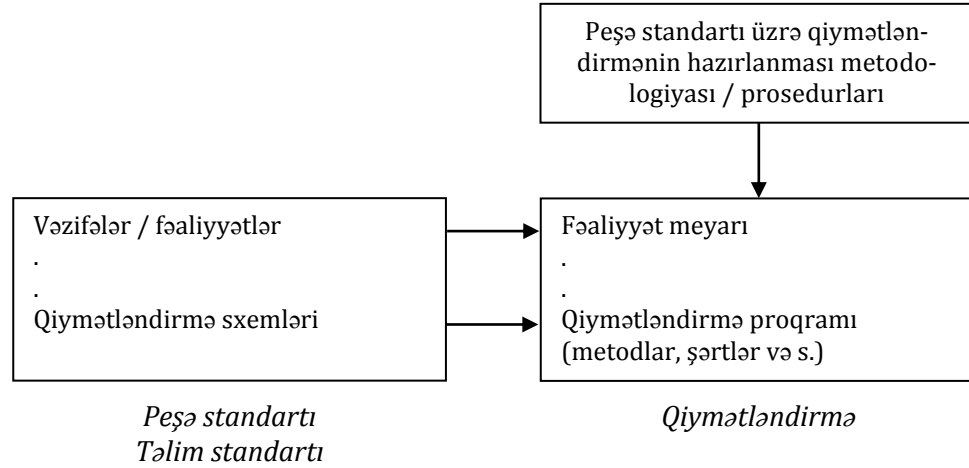 Peşə standartı üzrə qiymətlən-
dirmənin hazırlanması metodo-
logiyası / prosedurları
Vəzifələr / fəaliyyətlər
.
.
Qiymətləndirmə sxemləri
Fəaliyyət meyarı
.
.
Qiymətləndirmə proqramı
(metodlar, şərtlər və s.)
Peşə standartı
Təlim standartı
Qiymətləndirmə